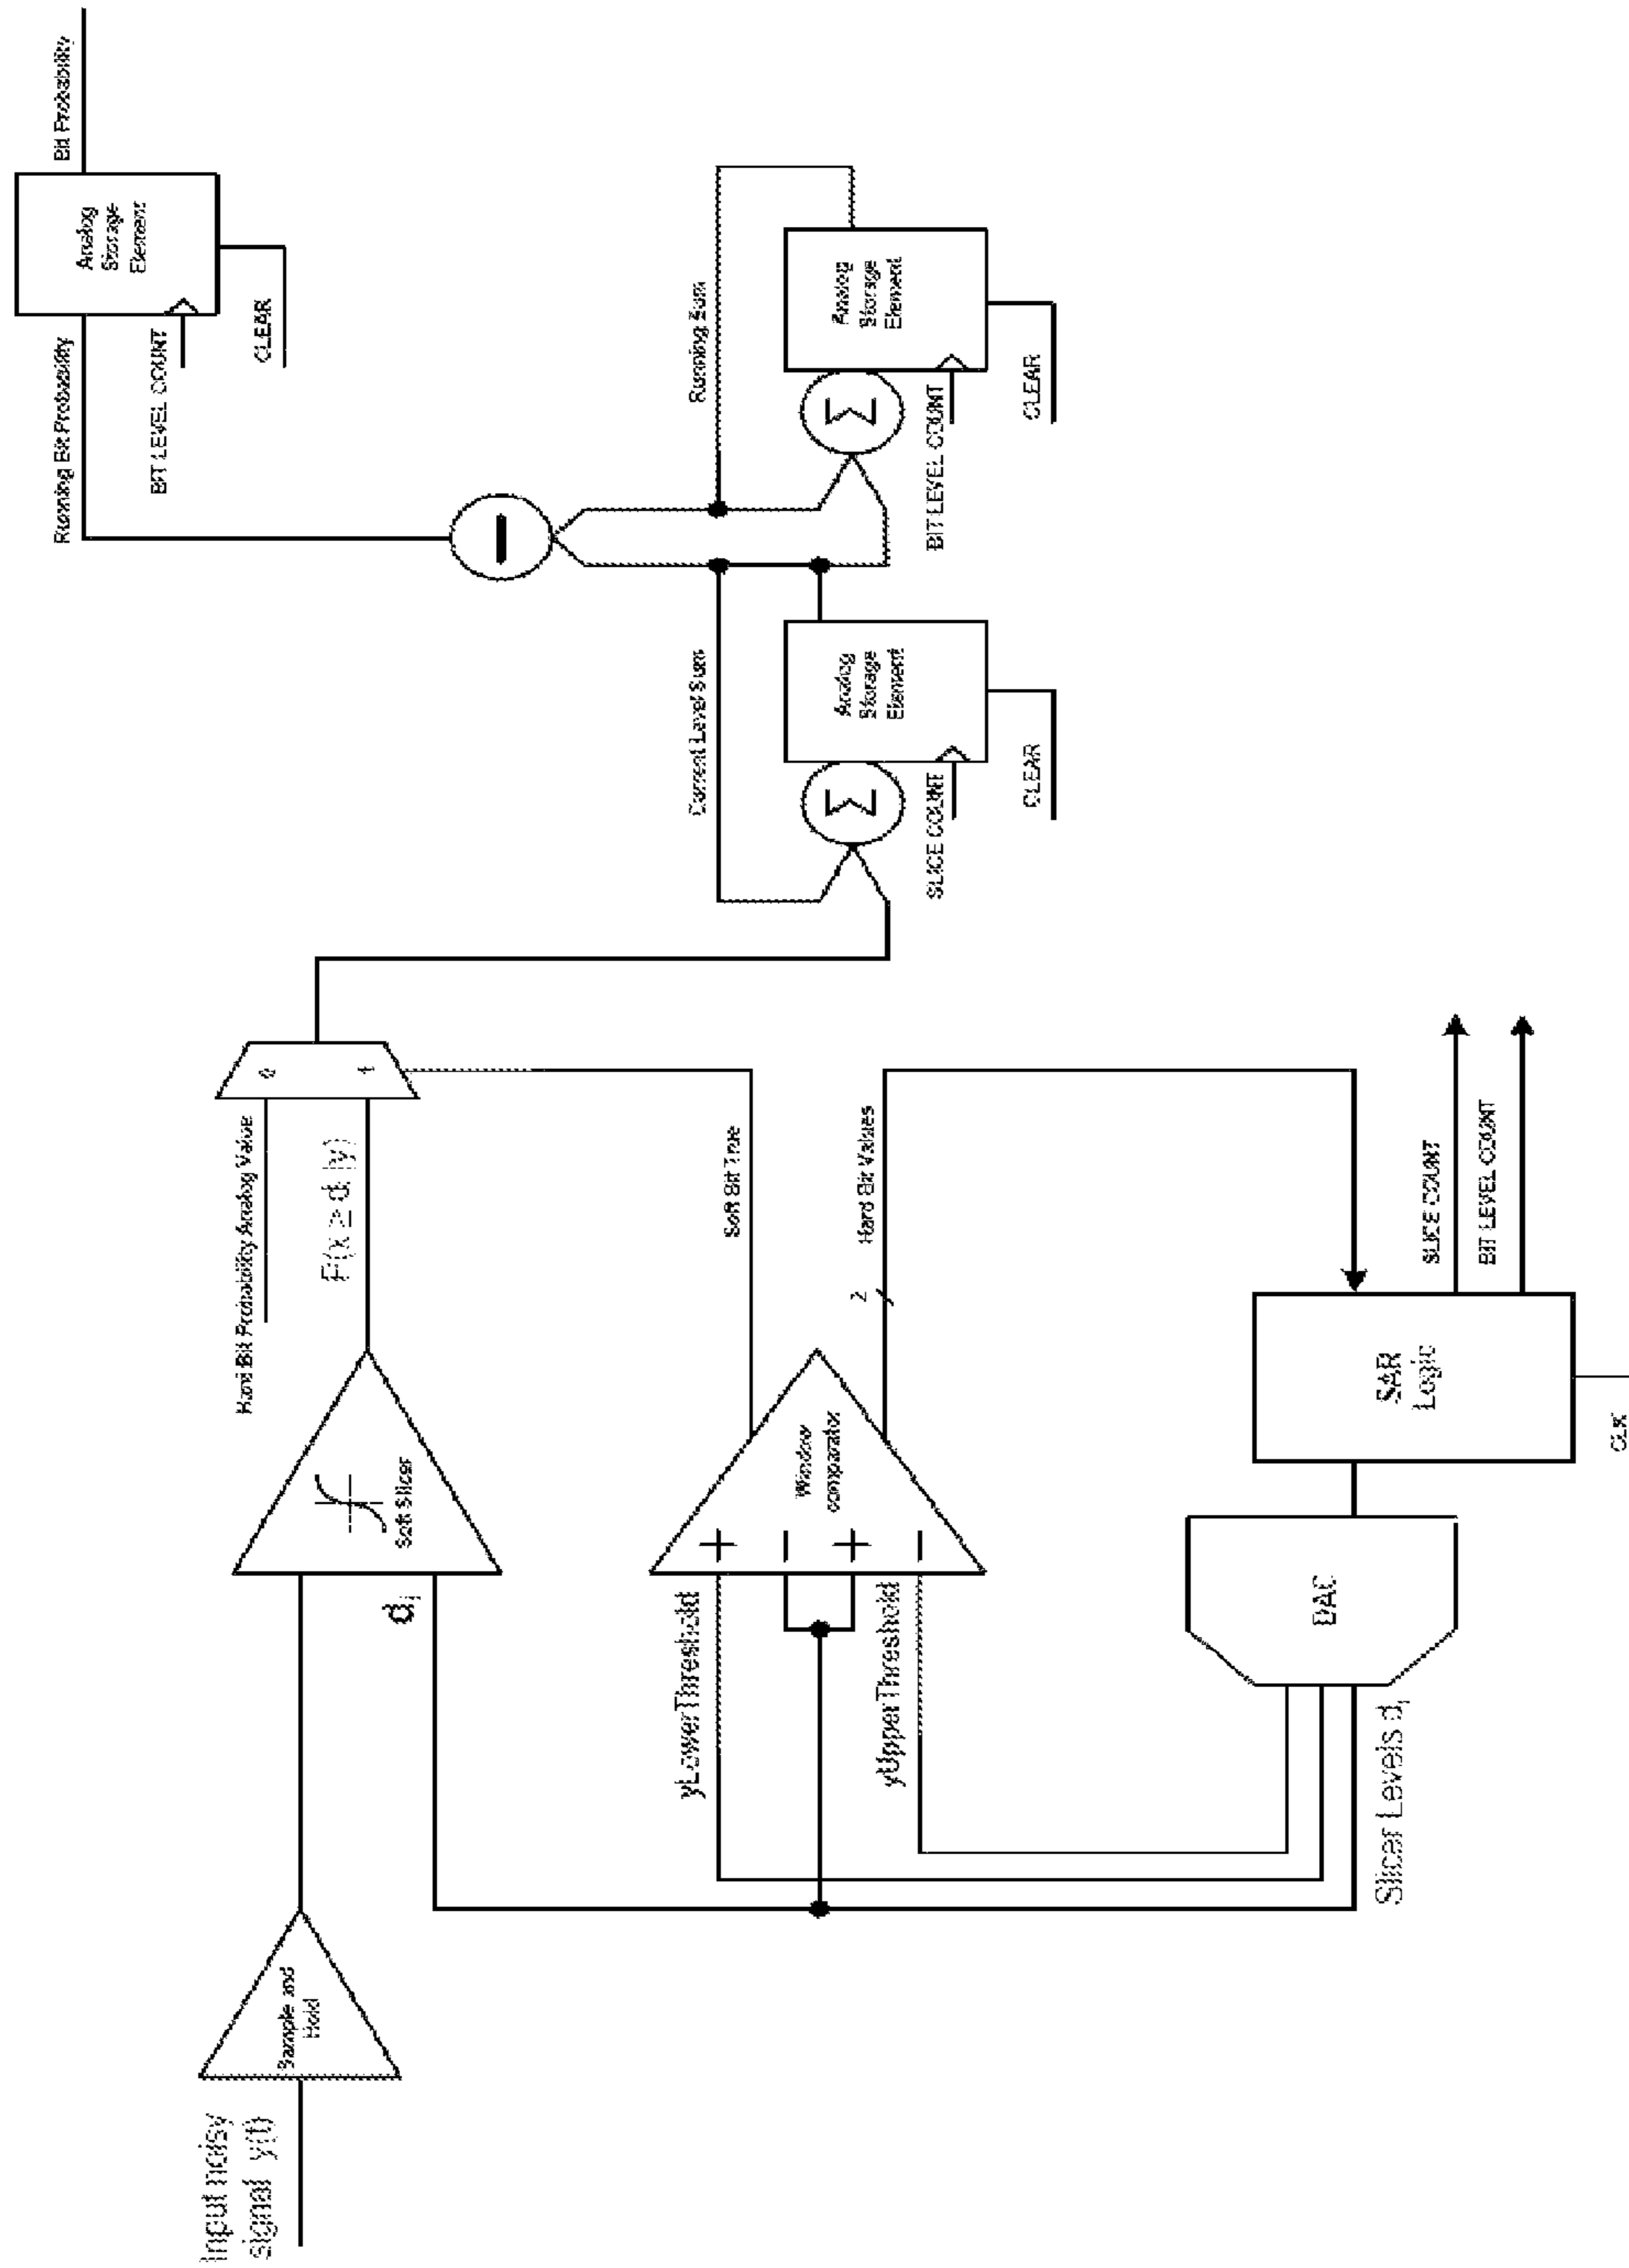 Input noisy
signal y(t)
Sample and
Hold
d i
Soft Slicer
Hard Bit Probability Analog Value
P(x ≥ d i |y)
0
1
Running Bit Probability
BIT LEVEL COUNT
CLEAR
Analog
Storage
Element
Bit Probability
yLowerThreshold
yUpperThreshold
+
−
+
−
Window
comparator
Soft Bit True
2
Hard Bit Values
Current Level Sum
Σ
SLICE COUNT
CLEAR
Analog
Storage
Element
−
Running Sum
Σ
BIT LEVEL COUNT
CLEAR
Analog
Storage
Element
Slicer Levels d i
DAC
SAR
Logic
CLK
SLICE COUNT
BIT LEVEL COUNT